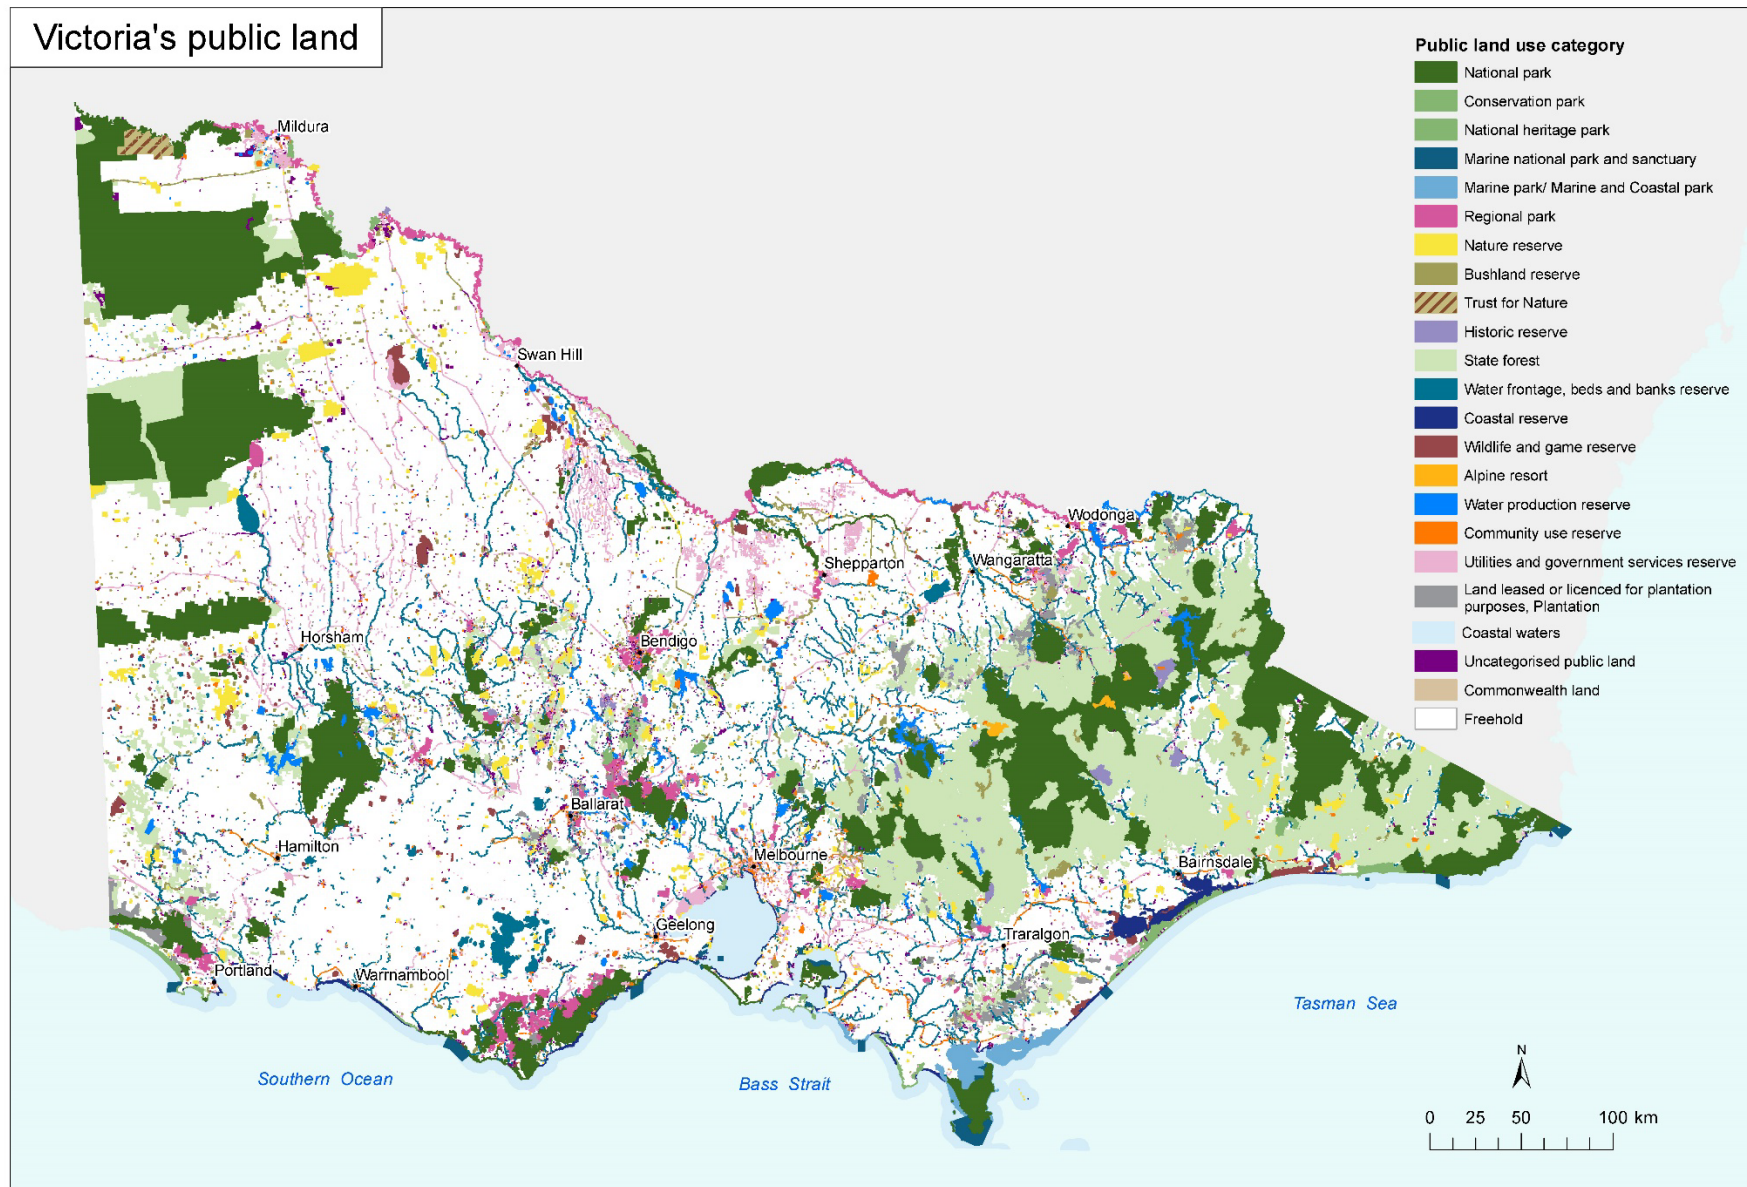 Victoria's public land
Public land use category
National park
Conservation park
National heritage park
Marine national park and sanctuary
Marine park/ Marine and Coastal park
Regional park
Nature reserve
Bushland reserve
Trust for Nature
Historic reserve
State forest
Water frontage, beds and banks reserve
Coastal reserve
Wildlife and game reserve
Alpine resort
Water production reserve
Community use reserve
Utilities and government services reserve
Land leased or licenced for plantation
purposes, Plantation
Coastal waters
Uncategorised public land
Commonwealth land
Freehold
Mildura
Swan Hill
Wodonga
Shepparton
Wangaratta
Horsham
Bendigo
Ballarat
Hamilton
Melbourne
Bairnsdale
Geelong
Traralgon
Portland
Warrnambool
Tasman Sea
Southern Ocean
Bass Strait
N
0 25 50 100 km